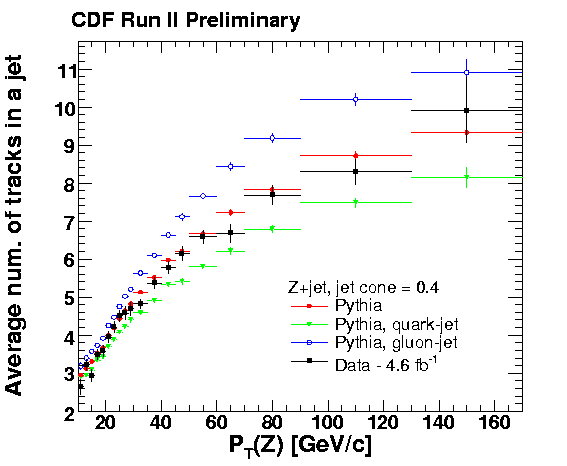 CDF Run II Preliminary
Average num. of tracks in a jet
11
10
9
8
7
6
5
4
3
2
Z+jet, jet cone = 0.4
Pythia
Pythia, quark-jet
Pythia, gluon-jet
Data - 4.6 fb⁻¹
20 40 60 80 100 120 140 160
P_T(Z) [GeV/c]